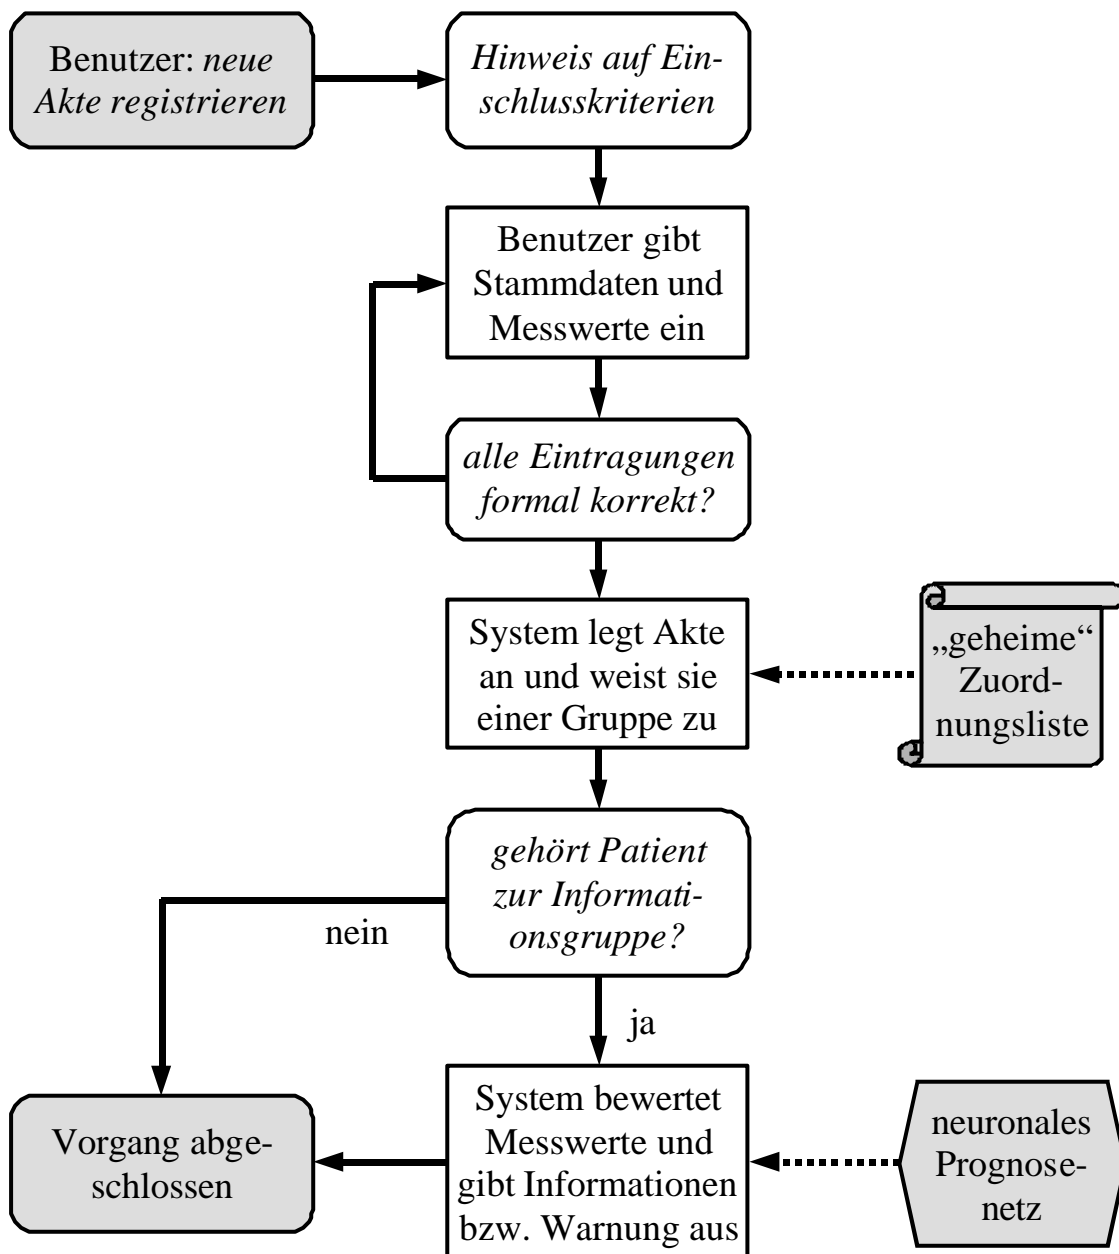 Benutzer: neue
Akte registrieren
Hinweis auf Ein-
schlusskriterien
Benutzer gibt
Stammdaten und
Messwerte ein
alle Eintragungen
formal korrekt?
System legt Akte
an und weist sie
einer Gruppe zu
„geheime“
Zuord-
nungsliste
gehört Patient
zur Informati-
onsgruppe?
nein
ja
System bewertet
Messwerte und
gibt Informationen
bzw. Warnung aus
neuronales
Prognose-
netz
Vorgang abge-
schlossen